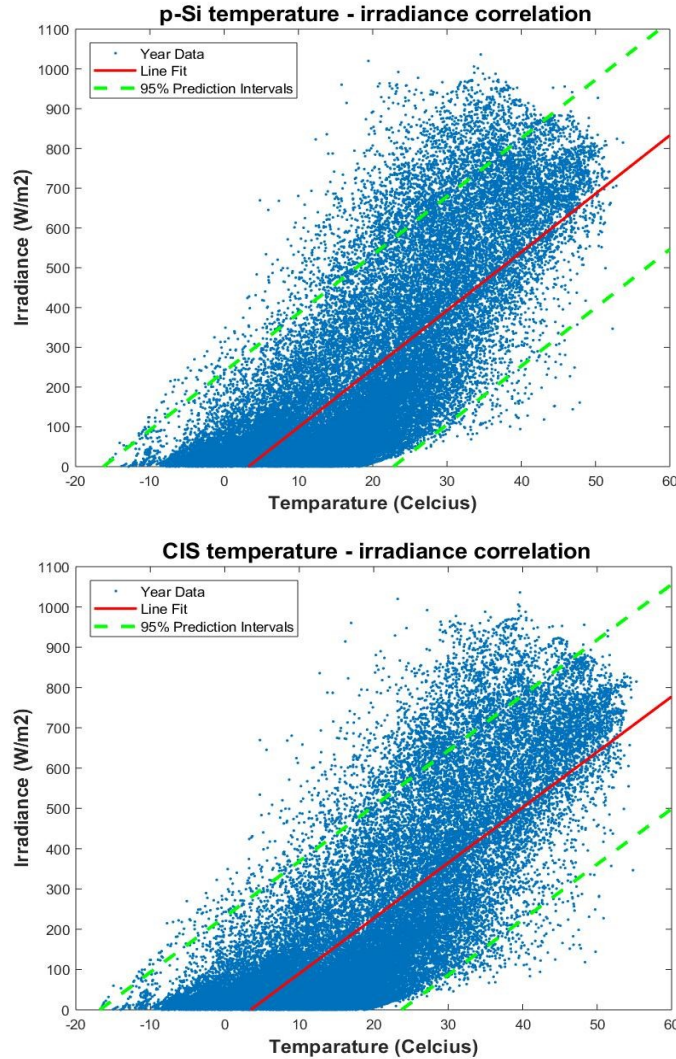 p-Si temperature - irradiance correlation
1100
1000
900
800
700
600
500
400
300
200
100
0
Irradiance (W/m2)
Year Data
Line Fit
95% Prediction Intervals
-20 -10 0 10 20 30 40 50 60
Temparature (Celcius)
CIS temperature - irradiance correlation
1100
1000
900
800
700
600
500
400
300
200
100
0
Irradiance (W/m2)
Year Data
Line Fit
95% Prediction Intervals
-20 -10 0 10 20 30 40 50 60
Temparature (Celcius)